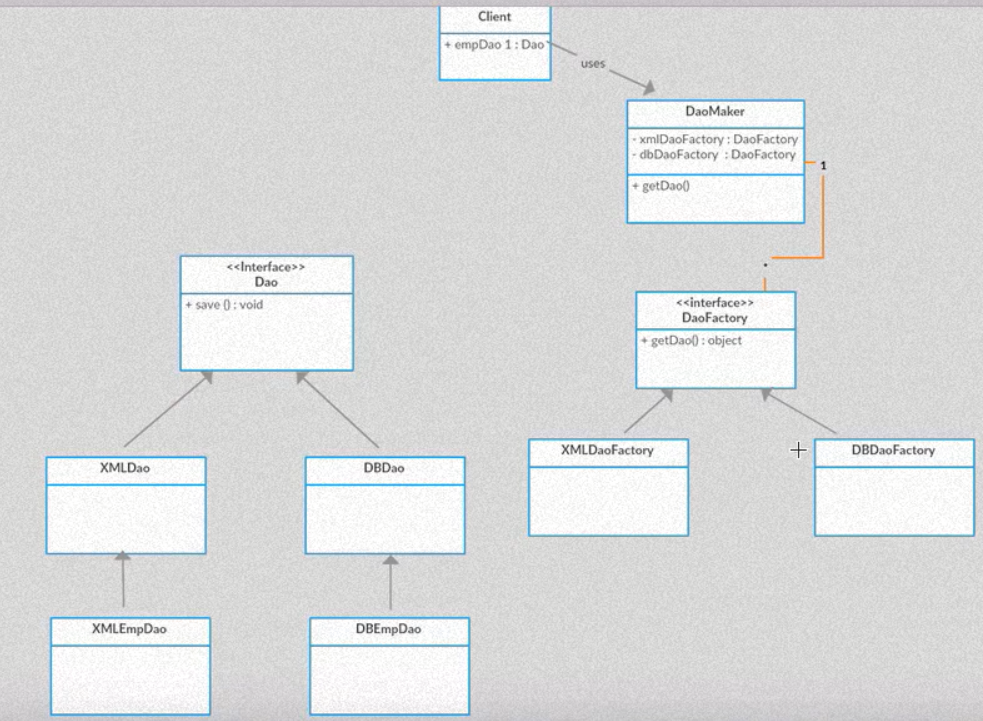 Client
+ empDao 1 : Dao
uses
DaoMaker
- xmlDaoFactory : DaoFactory
- dbDaoFactory : DaoFactory
1
+ getDao()
<<Interface>>
Dao
+ save () : void
<<interface>>
DaoFactory
+ getDao() : object
XMLDao
DBDao
XMLDaoFactory
DBDaoFactory
XMLEmpDao
DBEmpDao